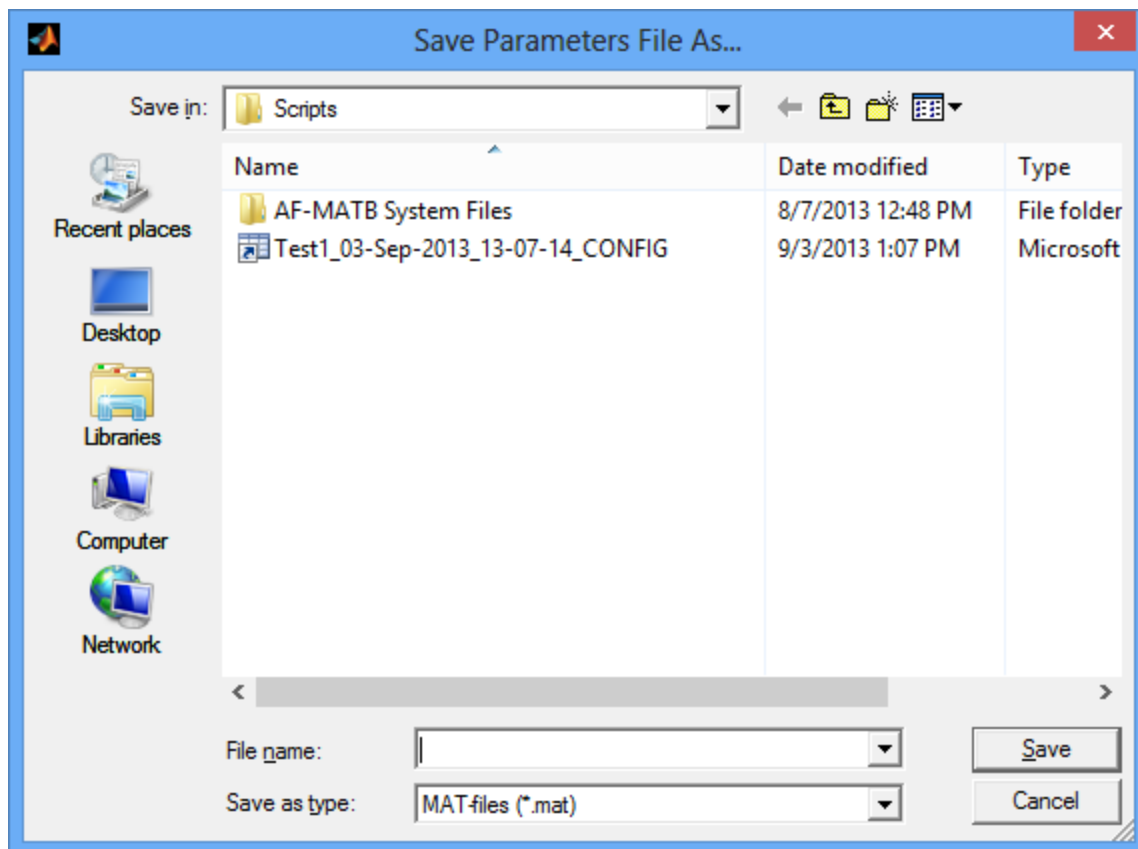 Save Parameters File As...
Save in: Scripts
Name Date modified Type
AF-MATB System Files 8/7/2013 12:48 PM File folder
Test1_03-Sep-2013_13-07-14_CONFIG 9/3/2013 1:07 PM Microsoft
Recent places
Desktop
Libraries
Computer
Network
File name: Save
Save as type: MAT-files (*.mat) Cancel